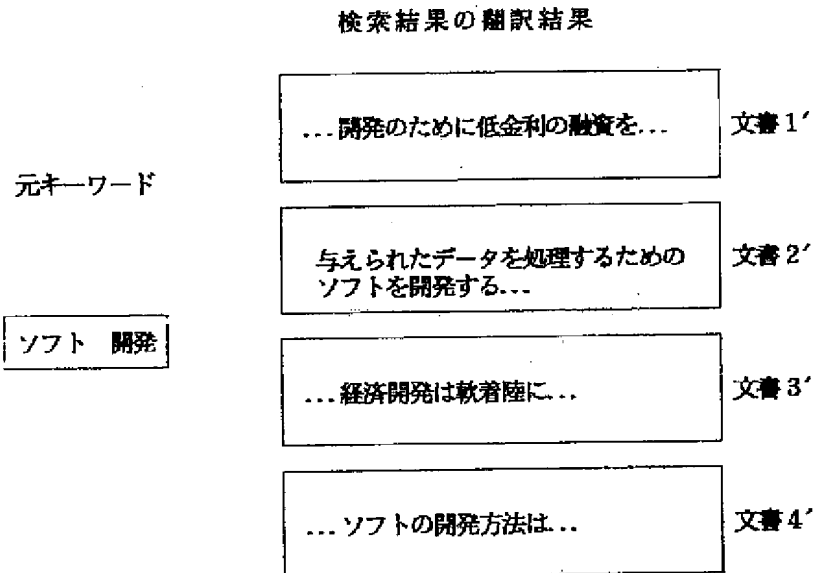 検索結果の翻訳結果
...開発のために低金利の融資を...
文書1′
元キーワード
与えられたデータを処理するための
ソフトを開発する...
文書2′
ソフト 開発
...経済開発は軟着陸に...
文書3′
...ソフトの開発方法は...
文書4′